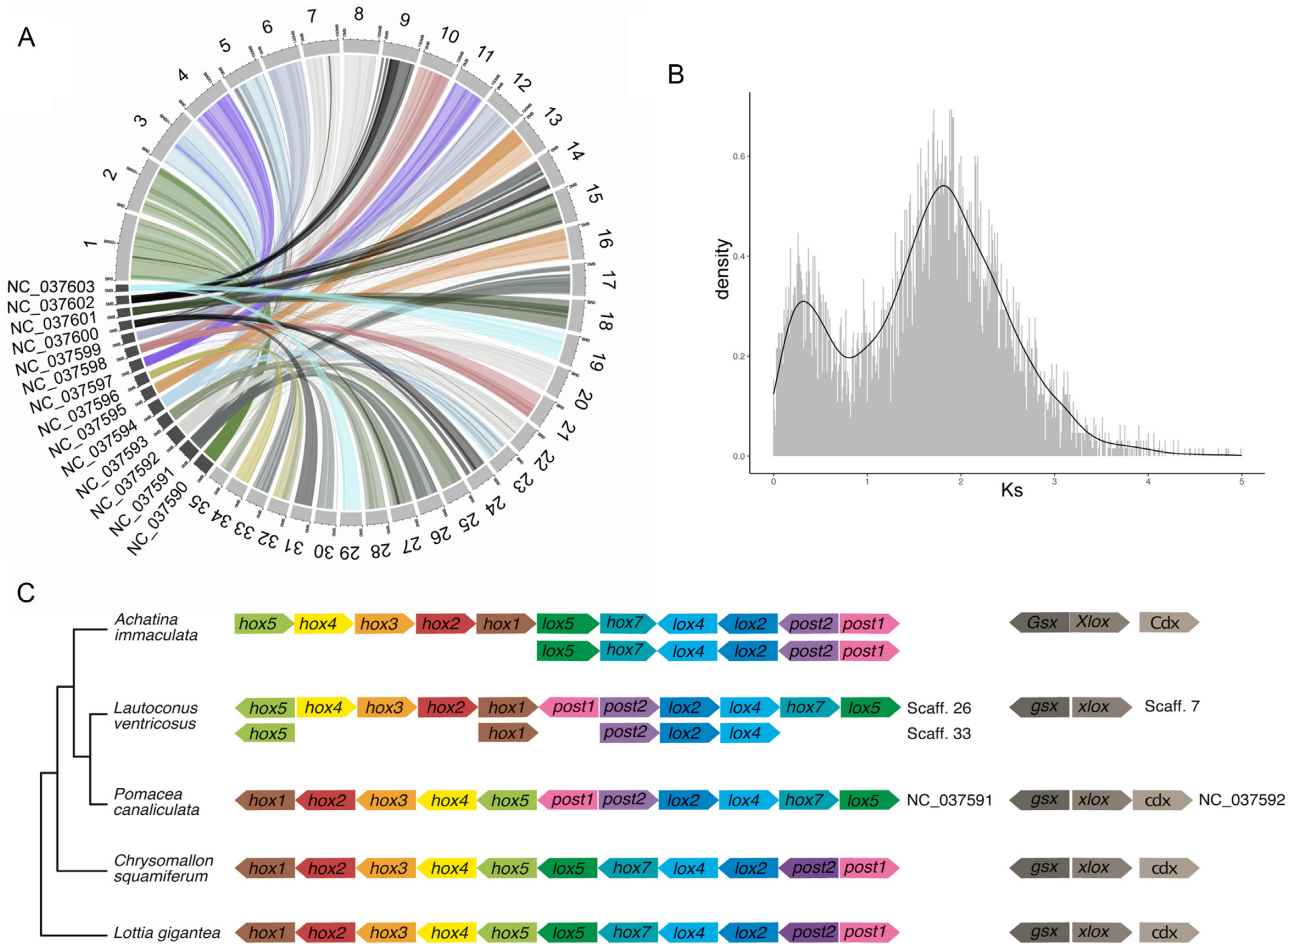 A
1
2
3
4
5
6
7
8
9
10
11
12
13
14
15
16
17
18
19
20
21
22
23
24
25
26
27
28
29
30
31
32
33
34
35
NC_037603
NC_037602
NC_037601
NC_037600
NC_037599
NC_037598
NC_037597
NC_037596
NC_037595
NC_037594
NC_037593
NC_037592
NC_037591
NC_037590
B
density
0.6
0.4
0.2
0.0
0 1 2 3 4 5
Ks
C
Achatina
immaculata
hox5 hox4 hox3 hox2 hox1 lox5 hox7 lox4 lox2 post2 post1 Gsx Xlox Cdx
lox5 hox7 lox4 lox2 post2 post1
Lautoconus
ventricosus
hox5 hox4 hox3 hox2 hox1 post1 post2 lox2 lox4 hox7 lox5 Scaff. 26 gsx xlox Scaff. 7
hox5 hox1 post2 lox2 lox4 Scaff. 33
Pomacea
canaliculata
hox1 hox2 hox3 hox4 hox5 post1 post2 lox2 lox4 hox7 lox5 NC_037591 gsx xlox cdx NC_037592
Chrysomallon
squamiferum
hox1 hox2 hox3 hox4 hox5 lox5 hox7 lox4 lox2 post2 post1 gsx xlox cdx
Lottia gigantea
hox1 hox2 hox3 hox4 hox5 lox5 hox7 lox4 lox2 post2 post1 gsx xlox cdx